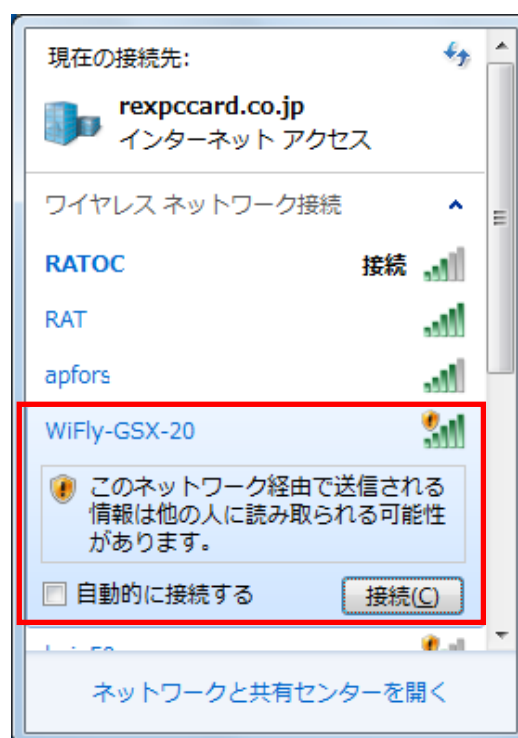 現在の接続先:
rexpccard.co.jp
インターネット アクセス
ワイヤレス ネットワーク接続
RATOC 接続
RAT
apfors
WiFly-GSX-20
このネットワーク経由で送信される
情報は他の人に読み取られる可能性
があります。
自動的に接続する 接続(C)
ネットワークと共有センターを開く